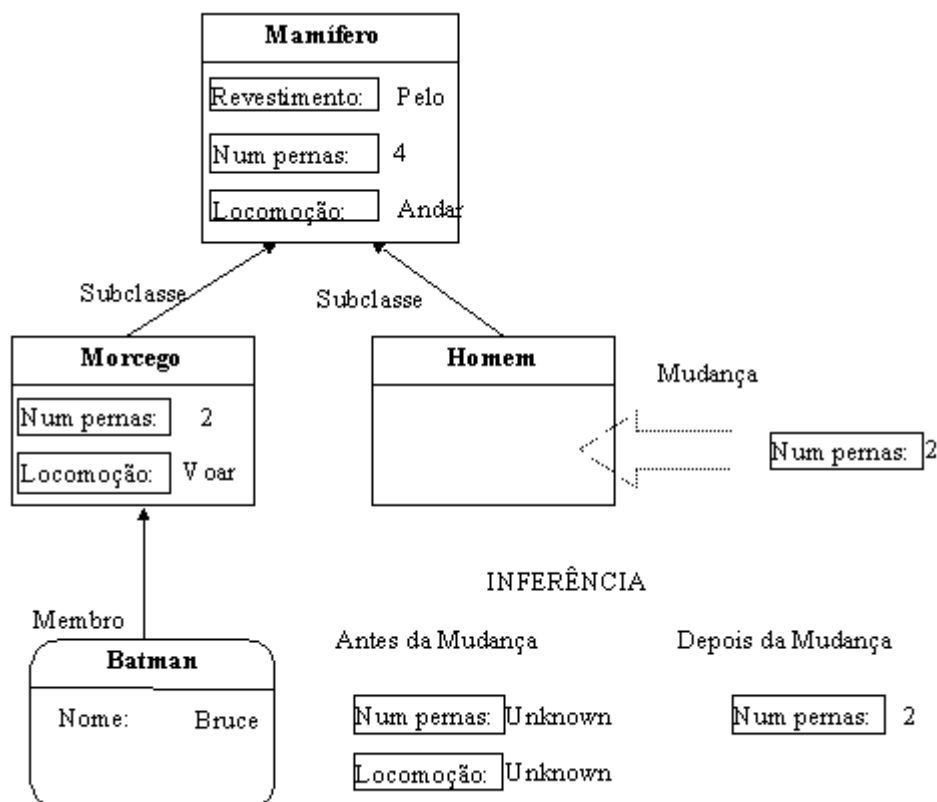 Mamífero
Revestimento: Pelo
Num pernas: 4
Locomoção: Andar
Subclasse
Subclasse
Morcego
Num pernas: 2
Locomoção: Voar
Homem
Mudança
Num pernas: 2
Membro
Batman
Nome: Bruce
INFERÊNCIA
Antes da Mudança
Num pernas: Unknown
Locomoção: Unknown
Depois da Mudança
Num pernas: 2